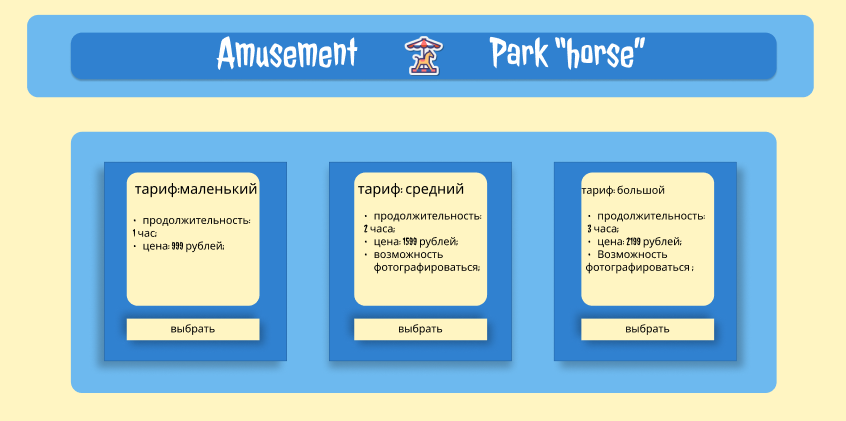 Amusement Park "horse"
тариф:маленький
• продолжительность:
1 час;
• цена: 999 рублей;
выбрать
тариф: средний
• продолжительность:
2 часа;
• цена: 1599 рублей;
• возможность
фотографироваться;
выбрать
тариф: большой
• продолжительность:
3 часа;
• цена: 2199 рублей;
• Возможность
фотографироваться ;
выбрать